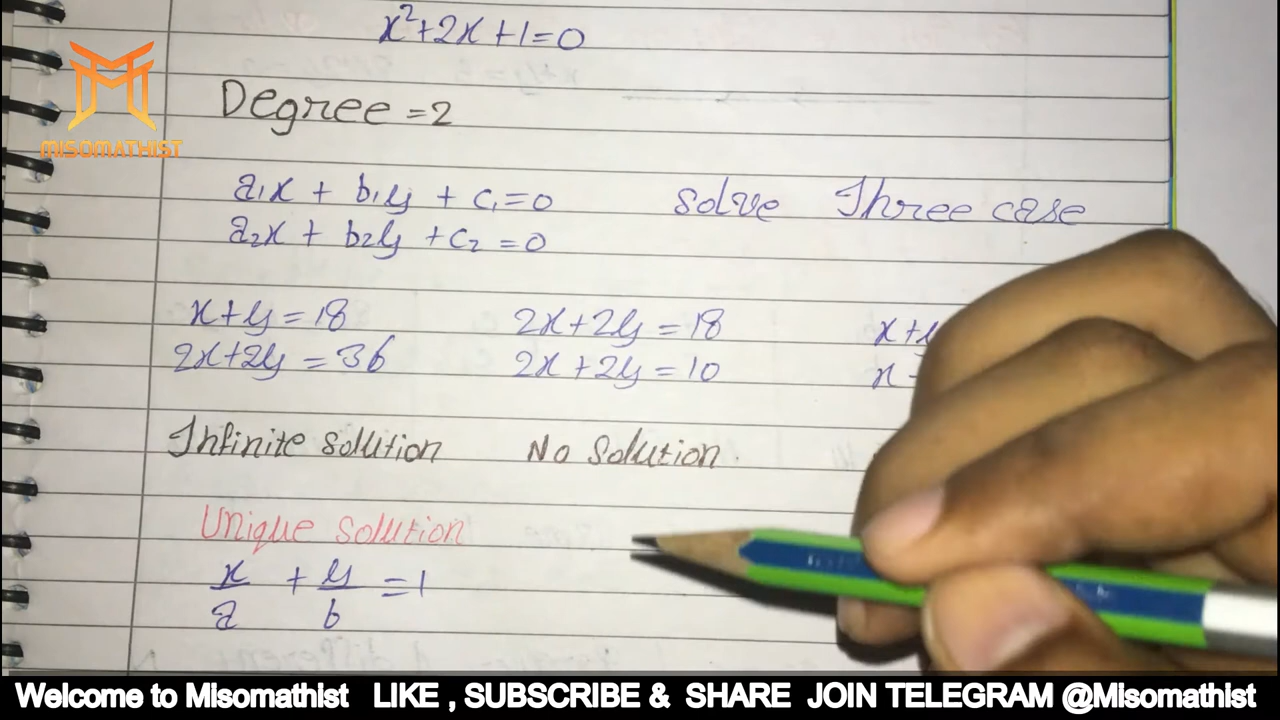 x²+2x+1=0
Degree =2
a₁x + b₁y + c₁=0 solve Three case
a₂x + b₂y +c₂ =0
x+y=18 2x+2y=18 x+y
2x+2y=36 2x+2y=10 x-
Infinite solution No Solution.
Unique solution
x/a + y/b =1
MISOMATHIST
Welcome to Misomathist LIKE , SUBSCRIBE & SHARE JOIN TELEGRAM @Misomathist